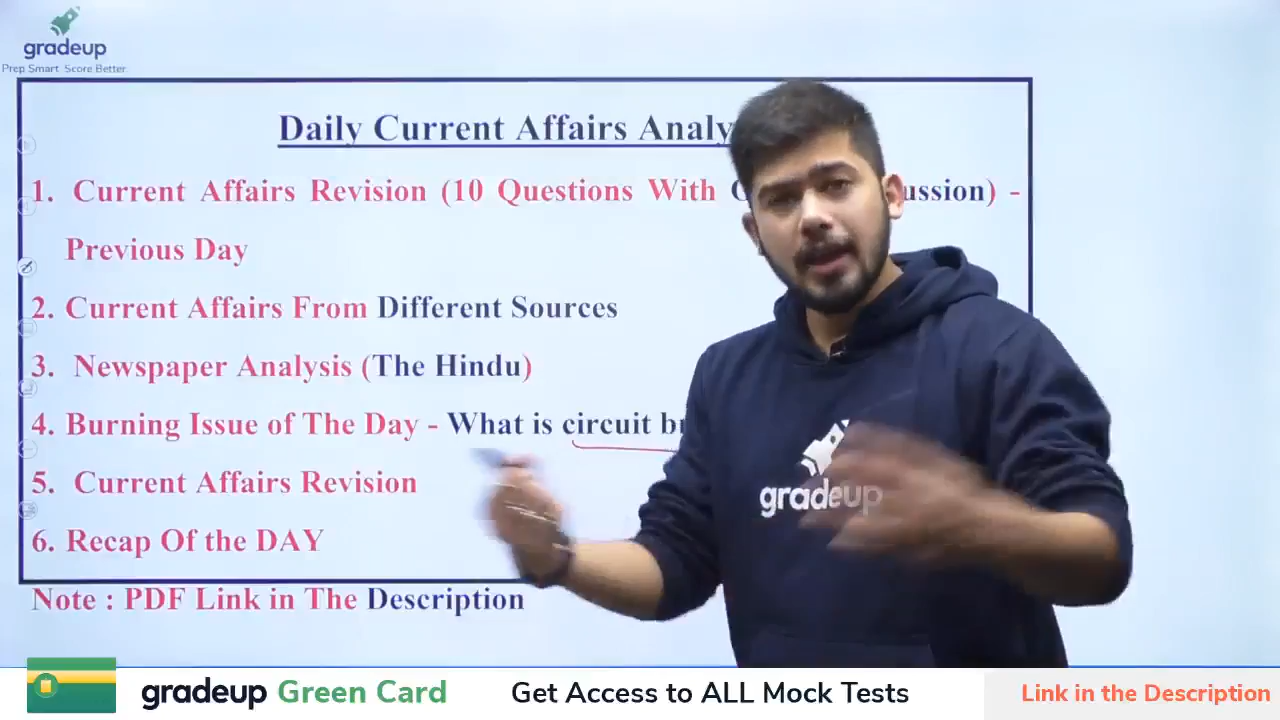 gradeup
Prep Smart Score Better
Daily Current Affairs
1. Current Affairs Revision (10 Questions With
) -
Previous Day
2. Current Affairs From Different Sources
3. Newspaper Analysis (The Hindu)
4. Burning Issue of The Day - What is circuit
5. Current Affairs Revision
6. Recap Of the DAY
Note : PDF Link in The Description
gradeup
gradeup Green Card
Get Access to ALL Mock Tests
Link in the Description